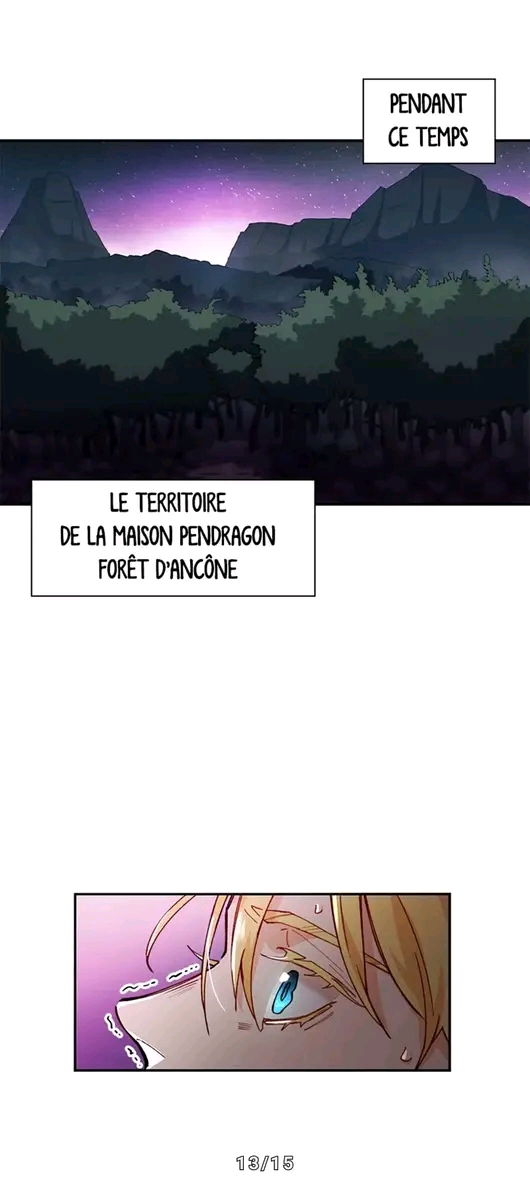 PENDANT
CE TEMPS
LE TERRITOIRE
DE LA MAISON PENDRAGON
FORÊT D'ANCÔNE
13/15